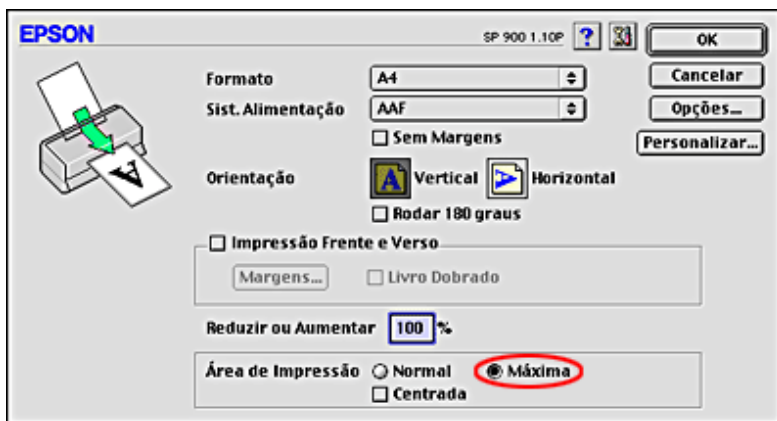 EPSON
SP 900 1.10P ?
OK
Formato A4
Cancelar
Sist. Alimentação AAF
Opções...
Sem Margens
Personalizar...
Orientação A Vertical A Horizontal
Rodar 180 graus
Impressão Frente e Verso
Margens... Livro Dobrado
Reduzir ou Aumentar 100 %
Área de Impressão Normal Máxima
Centrada
A